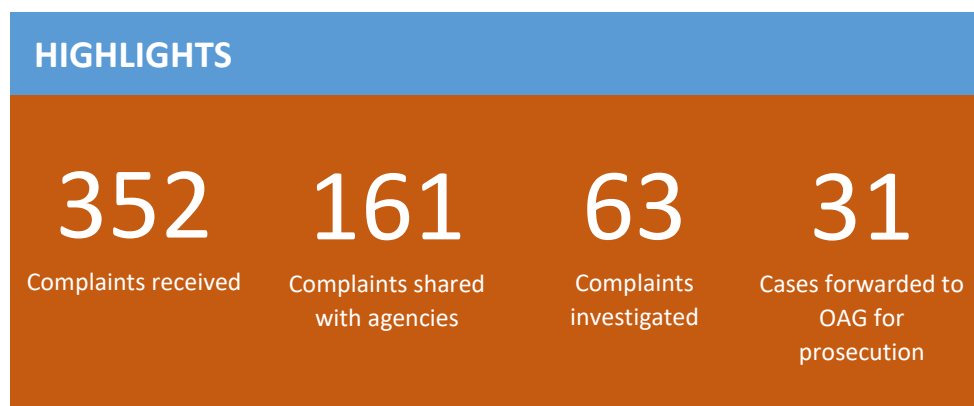 HIGHLIGHTS
352
Complaints received
161
Complaints shared
with agencies
63
Complaints
investigated
31
Cases forwarded to
OAG for
prosecution